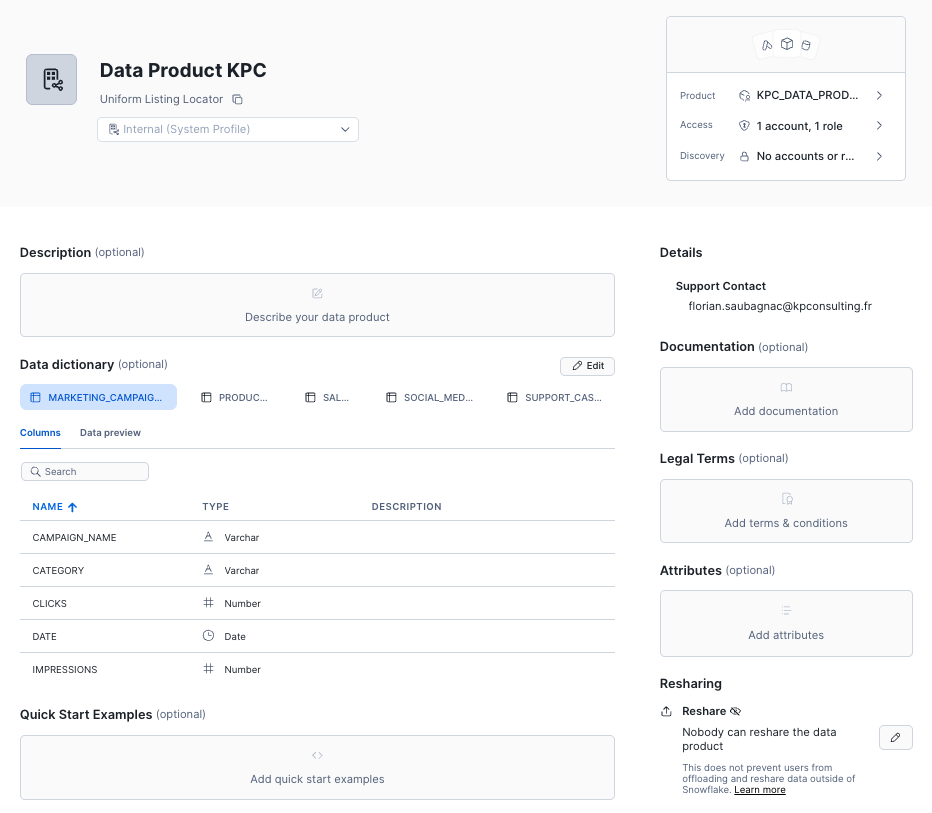 Data Product KPC
Uniform Listing Locator
Internal (System Profile)
Product KPC_DATA_PROD...
Access 1 account, 1 role
Discovery No accounts or r...
Description (optional)
Describe your data product
Data dictionary (optional)
Edit
MARKETING_CAMPAIG... PRODUC... SAL... SOCIAL_MED... SUPPORT_CAS...
Columns Data preview
Search
NAME TYPE DESCRIPTION
CAMPAIGN_NAME Varchar
CATEGORY Varchar
CLICKS Number
DATE Date
IMPRESSIONS Number
Quick Start Examples (optional)
Add quick start examples
Details
Support Contact
florian.saubagnac@kpconsulting.fr
Documentation (optional)
Add documentation
Legal Terms (optional)
Add terms & conditions
Attributes (optional)
Add attributes
Resharing
Reshare
Nobody can reshare the data
product
This does not prevent users from
offloading and reshare data outside of
Snowflake. Learn more